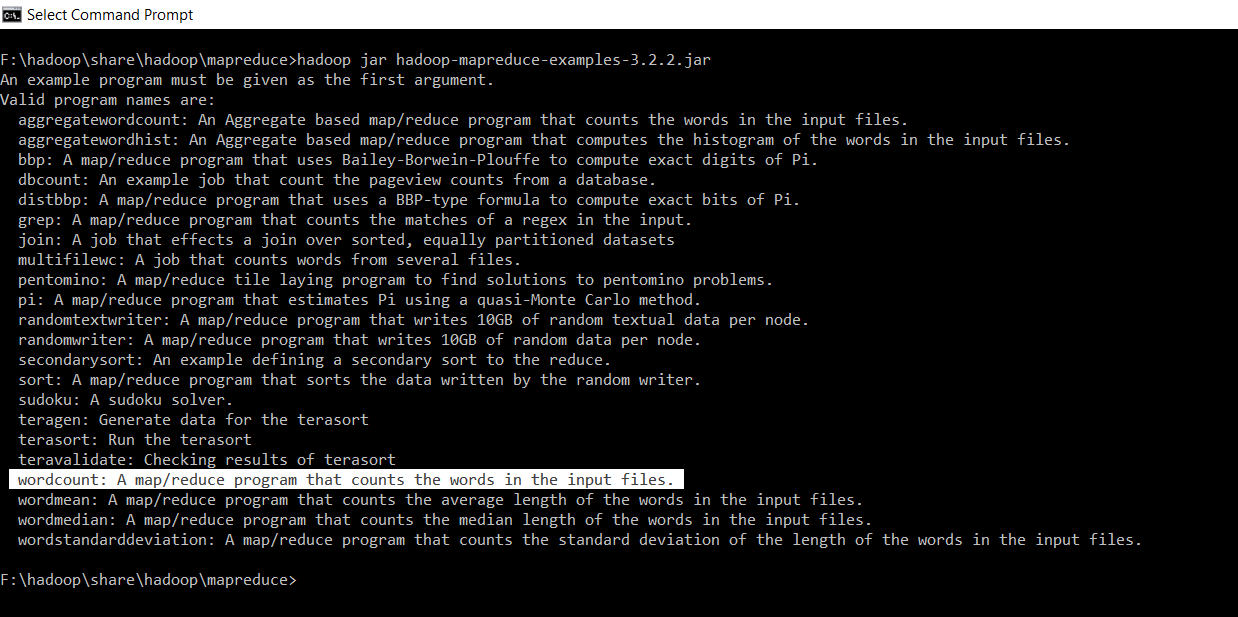 Select Command Prompt
F:\hadoop\share\hadoop\mapreduce>hadoop jar hadoop-mapreduce-examples-3.2.2.jar
An example program must be given as the first argument.
Valid program names are:
  aggregatewordcount: An Aggregate based map/reduce program that counts the words in the input files.
  aggregatewordhist: An Aggregate based map/reduce program that computes the histogram of the words in the input files.
  bbp: A map/reduce program that uses Bailey-Borwein-Plouffe to compute exact digits of Pi.
  dbcount: An example job that count the pageview counts from a database.
  distbbp: A map/reduce program that uses a BBP-type formula to compute exact bits of Pi.
  grep: A map/reduce program that counts the matches of a regex in the input.
  join: A job that effects a join over sorted, equally partitioned datasets
  multifilewc: A job that counts words from several files.
  pentomino: A map/reduce tile laying program to find solutions to pentomino problems.
  pi: A map/reduce program that estimates Pi using a quasi-Monte Carlo method.
  randomtextwriter: A map/reduce program that writes 10GB of random textual data per node.
  randomwriter: A map/reduce program that writes 10GB of random data per node.
  secondarysort: An example defining a secondary sort to the reduce.
  sort: A map/reduce program that sorts the data written by the random writer.
  sudoku: A sudoku solver.
  teragen: Generate data for the terasort
  terasort: Run the terasort
  teravalidate: Checking results of terasort
  wordcount: A map/reduce program that counts the words in the input files.
  wordmean: A map/reduce program that counts the average length of the words in the input files.
  wordmedian: A map/reduce program that counts the median length of the words in the input files.
  wordstandarddeviation: A map/reduce program that counts the standard deviation of the length of the words in the input files.
F:\hadoop\share\hadoop\mapreduce>